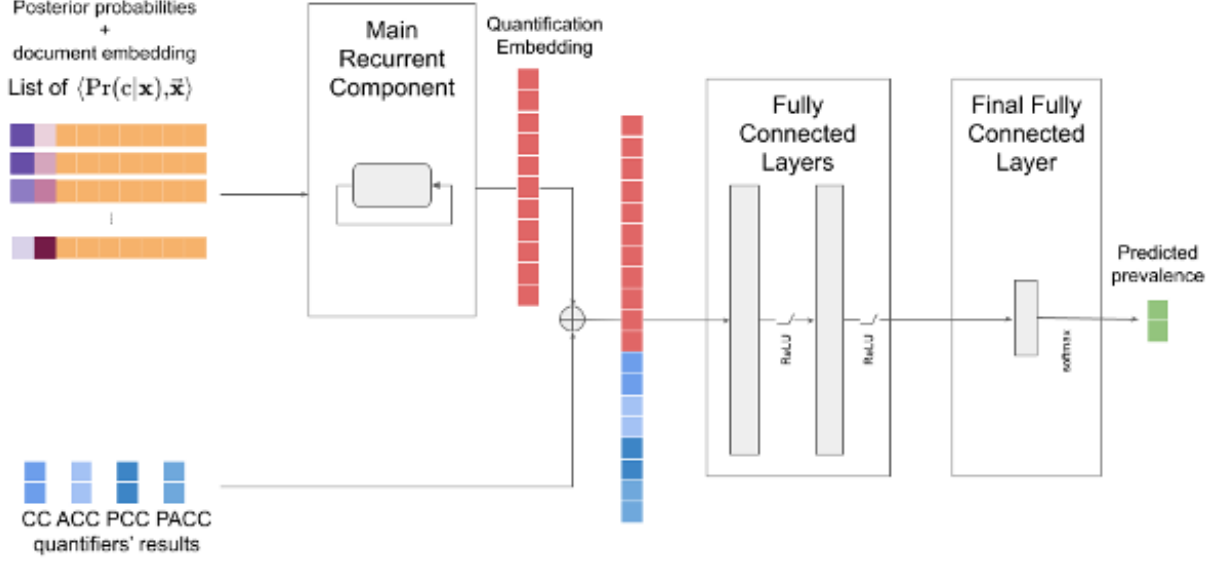 Posterior probabilities
+
document embedding
List of ⟨Pr(c|x),x⃗⟩
Main
Recurrent
Component
Quantification
Embedding
Fully
Connected
Layers
ReLU
ReLU
Final Fully
Connected
Layer
softmax
Predicted
prevalence
CC ACC PCC PACC
quantifiers' results